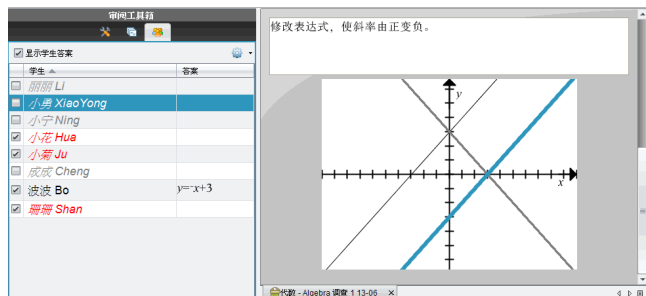 审阅工具箱
显示学生答案
学生 答案
丽丽 Li
小勇 XiaoYong
小宁 Ning
小花 Hua
小菊 Ju
成成 Cheng
波波 Bo y=-x+3
珊珊 Shan
修改表达式，使斜率由正变负。
y
x
代数 - Algebra 调查 1.13-06 ×